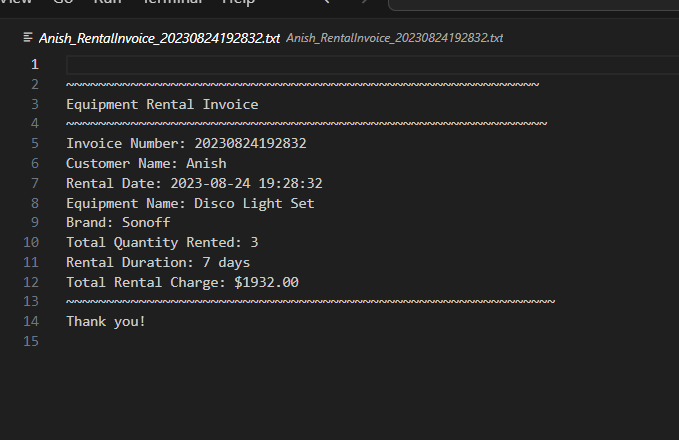 View Go Run Terminal Help
Anish_RentalInvoice_20230824192832.txt Anish_RentalInvoice_20230824192832.txt
1
2 ~~~~~~~~~~~~~~~~~~~~~~~~~~~~~~~~~~~~~~~~~~~~~~~~~~~~~~~~~~~
3 Equipment Rental Invoice
4 ~~~~~~~~~~~~~~~~~~~~~~~~~~~~~~~~~~~~~~~~~~~~~~~~~~~~~~~~~~~~
5 Invoice Number: 20230824192832
6 Customer Name: Anish
7 Rental Date: 2023-08-24 19:28:32
8 Equipment Name: Disco Light Set
9 Brand: Sonoff
10 Total Quantity Rented: 3
11 Rental Duration: 7 days
12 Total Rental Charge: $1932.00
13 ~~~~~~~~~~~~~~~~~~~~~~~~~~~~~~~~~~~~~~~~~~~~~~~~~~~~~~~~~~~~~
14 Thank you!
15